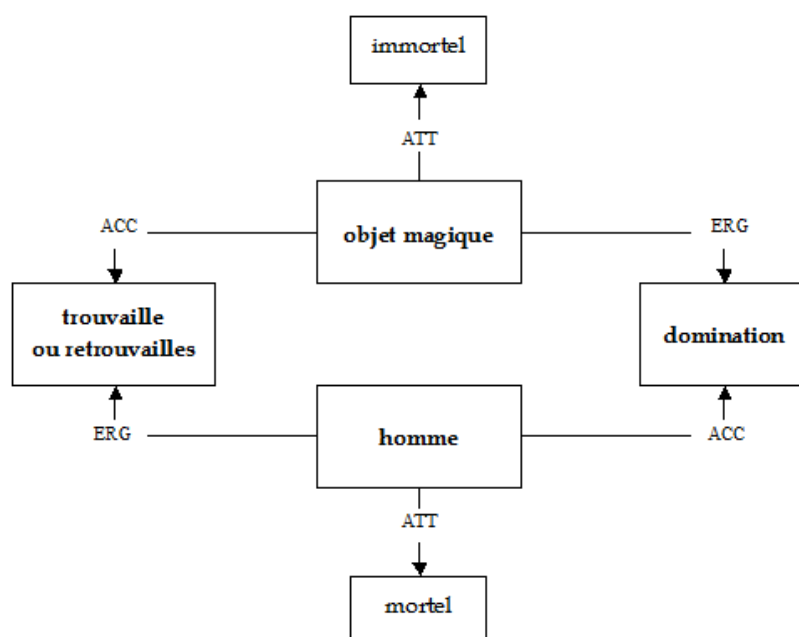 immortel
ATT
ACC
objet magique
ERG
trouvaille
ou retrouvailles
domination
ERG
homme
ACC
ATT
mortel